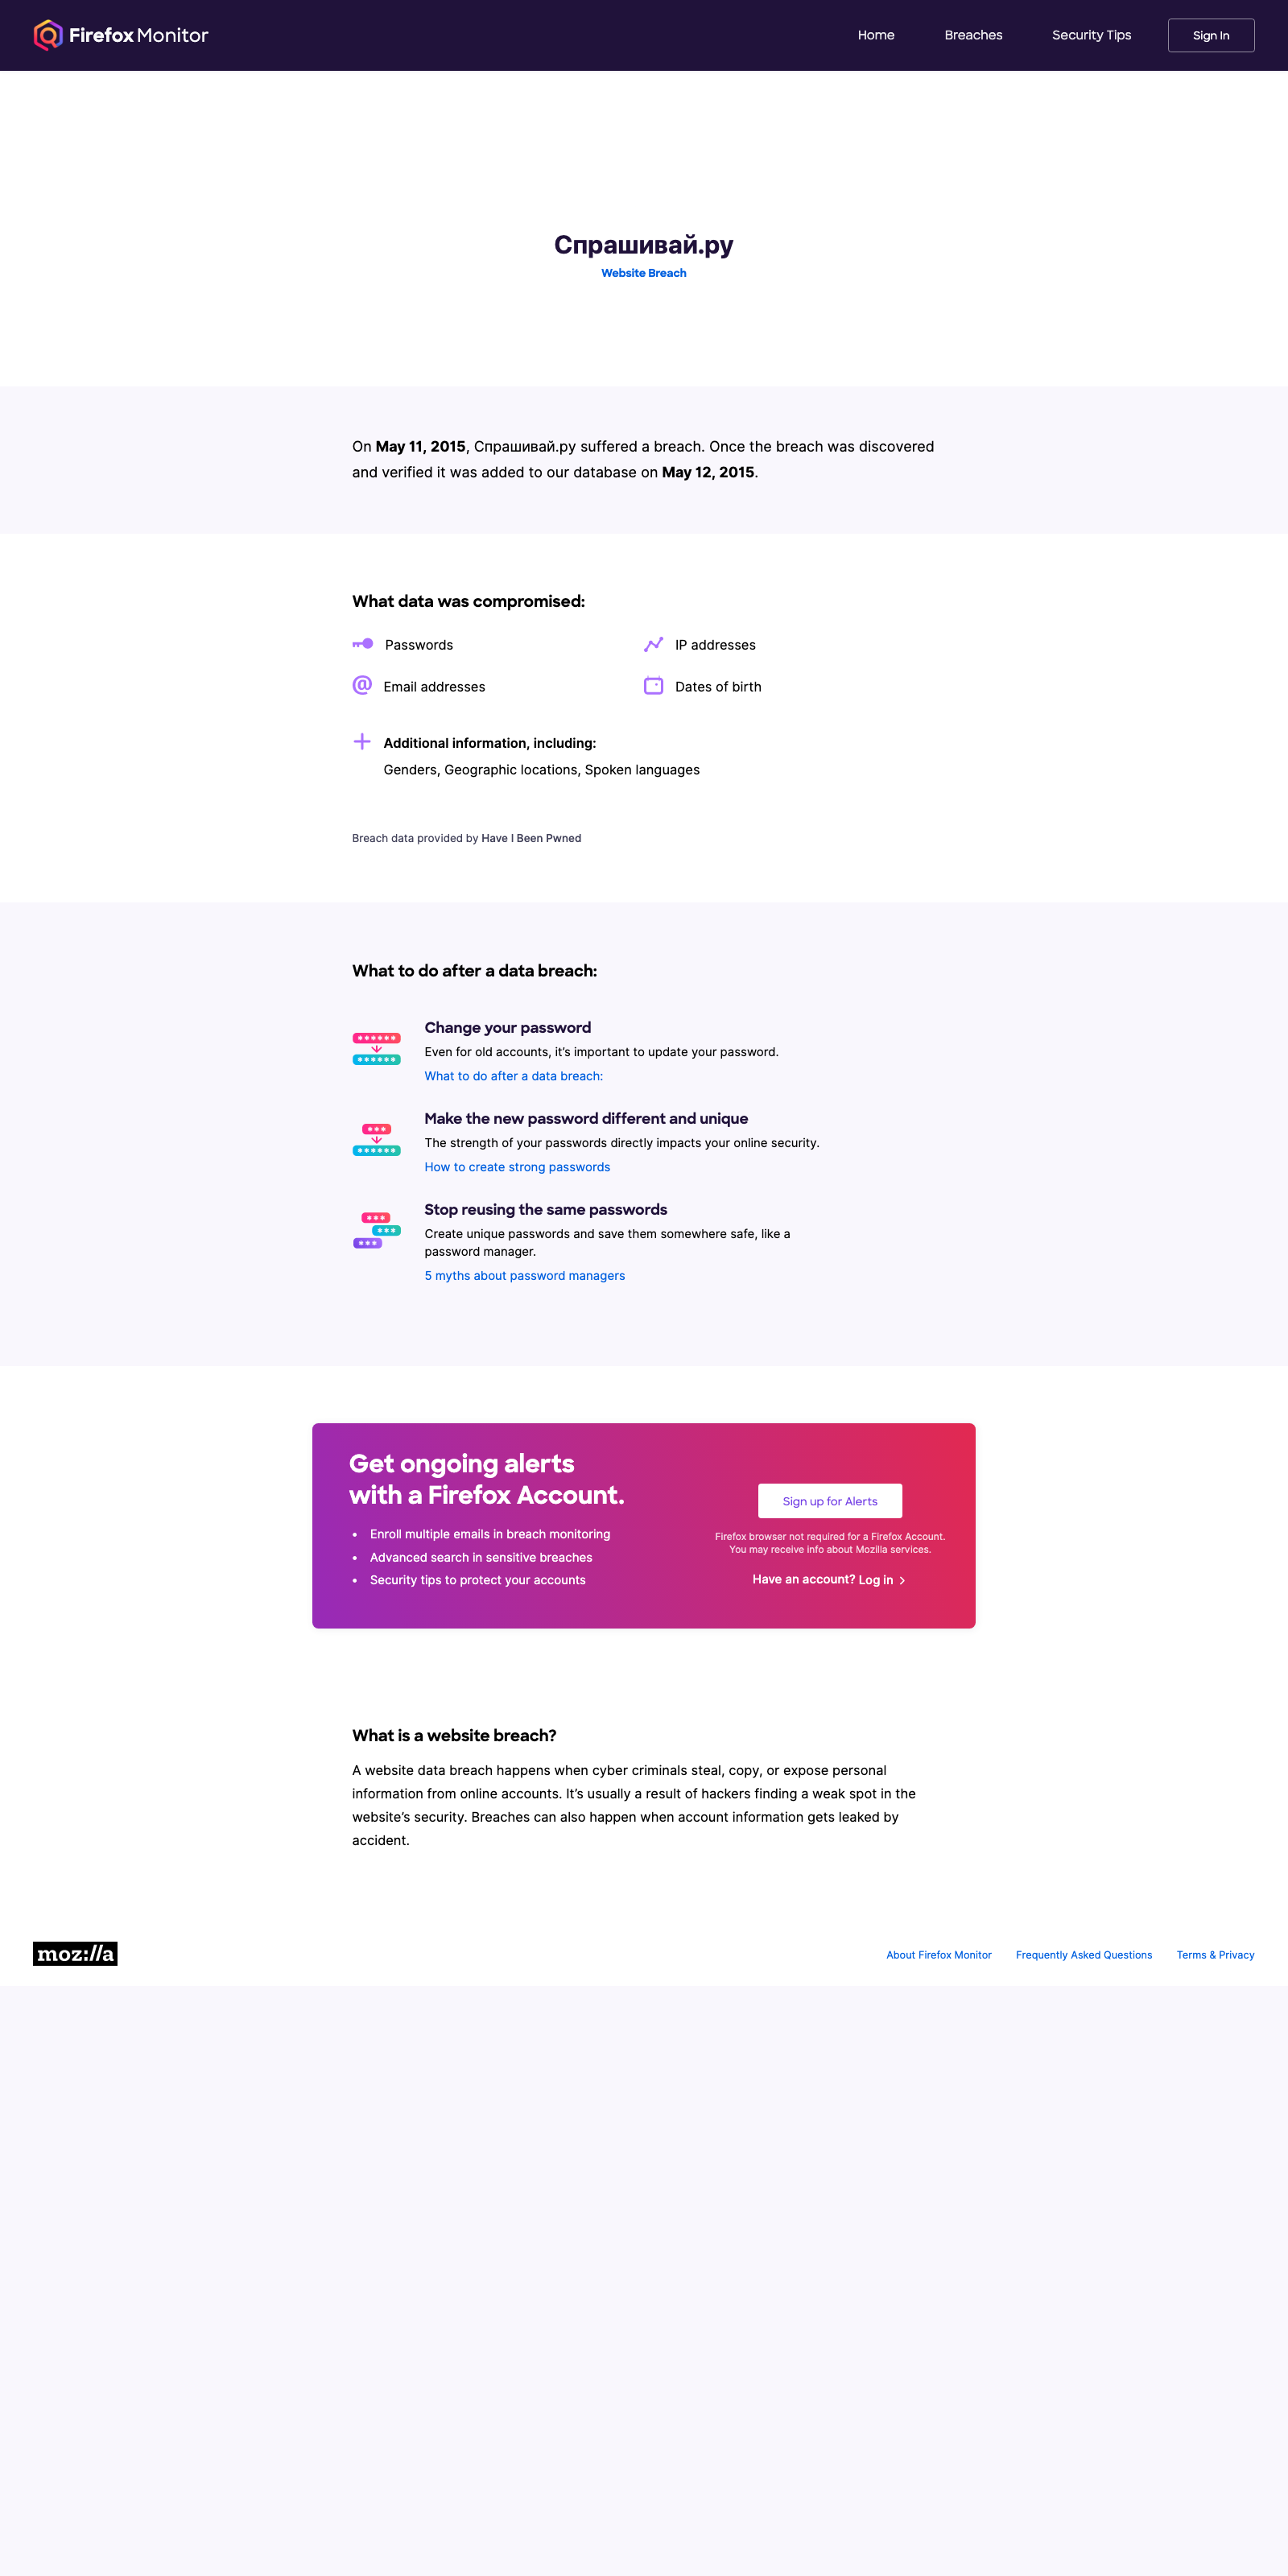 Firefox Monitor
Home
Breaches
Security Tips
Sign In
Спрашивай.ру
Website Breach
On May 11, 2015, Спрашивай.ру suffered a breach. Once the breach was discovered
and verified it was added to our database on May 12, 2015.
What data was compromised:
Passwords
IP addresses
Email addresses
Dates of birth
Additional information, including:
Genders, Geographic locations, Spoken languages
Breach data provided by Have I Been Pwned
What to do after a data breach:
Change your password
Even for old accounts, it’s important to update your password.
What to do after a data breach:
Make the new password different and unique
The strength of your passwords directly impacts your online security.
How to create strong passwords
Stop reusing the same passwords
Create unique passwords and save them somewhere safe, like a
password manager.
5 myths about password managers
Get ongoing alerts
with a Firefox Account.
• Enroll multiple emails in breach monitoring
• Advanced search in sensitive breaches
• Security tips to protect your accounts
Sign up for Alerts
Firefox browser not required for a Firefox Account.
You may receive info about Mozilla services.
Have an account? Log in
What is a website breach?
A website data breach happens when cyber criminals steal, copy, or expose personal
information from online accounts. It’s usually a result of hackers finding a weak spot in the
website’s security. Breaches can also happen when account information gets leaked by
accident.
moz://a
About Firefox Monitor
Frequently Asked Questions
Terms & Privacy